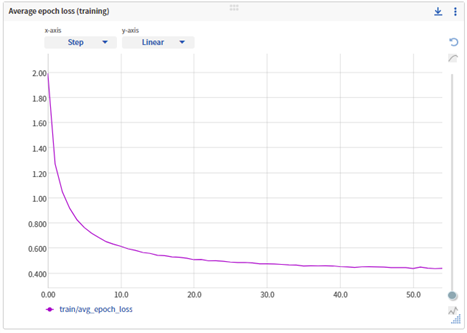 Average epoch loss (training)
x-axis y-axis
Step Linear
2.00
1.80
1.60
1.40
1.20
1.00
0.800
0.600
0.400
0.00 10.0 20.0 30.0 40.0 50.0
train/avg_epoch_loss